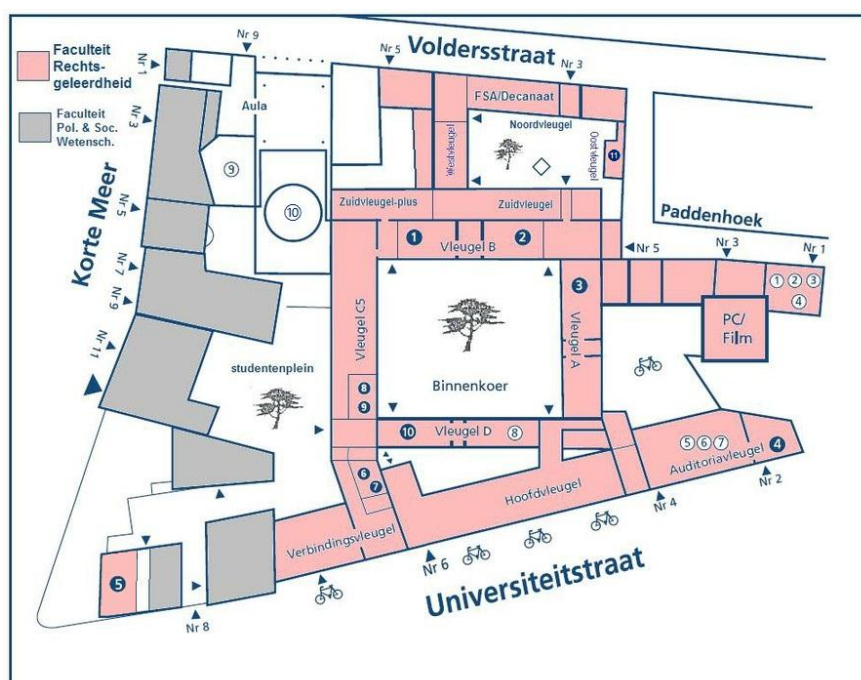 Faculteit
Rechts-
geleerdheid
Faculteit
Pol. & Soc.
Wetensch.
Nr 1
Nr 9
Nr 5
Voldersstraat
Nr 3
Nr 3
Aula
FSA/Decanaat
Noordvleugel
Westvleugel
Oostvleugel
11
9
10
Zuidvleugel-plus
Zuidvleugel
Paddenhoek
Korte Meer
Nr 5
Nr 7
Nr 9
Nr 11
1
Vleugel B
2
Nr 5
Nr 3
Nr 1
1 2 3
4
3
Vleugel A
Vleugel C5
PC/
Film
studentenplein
Binnenkoer
8
9
10
Vleugel D
8
5 6 7
4
Auditoriavleugel
6
7
Hoofdvleugel
Nr 2
Nr 4
Verbindingsvleugel
Nr 6
Universiteitstraat
5
Nr 8